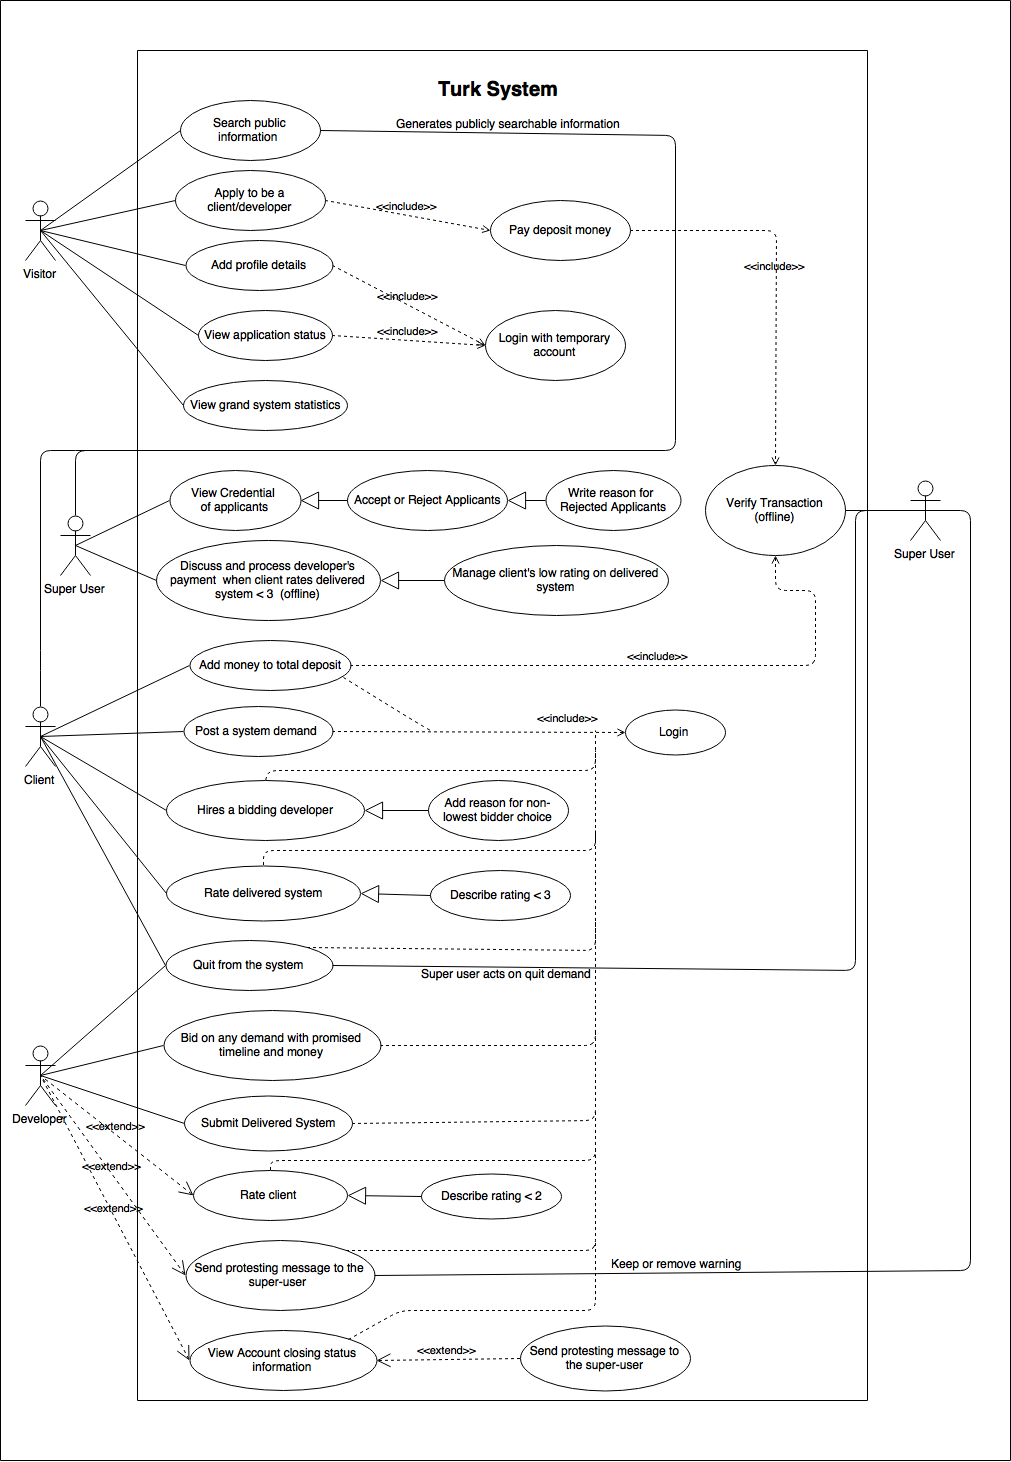 Turk System
Search public
information
Generates publicly searchable information
Apply to be a
client/developer
<<include>>
Pay deposit money
Visitor
Add profile details
<<include>>
<<include>>
View application status
<<include>>
Login with temporary
account
View grand system statistics
View Credential
of applicants
Accept or Reject Applicants
Write reason for
Rejected Applicants
Verify Transaction
(offline)
Super User
Super User
Discuss and process developer's
payment when client rates delivered
system < 3 (offline)
Manage client's low rating on delivered
system
Add money to total deposit
<<include>>
Post a system demand
<<include>>
Login
Client
Hires a bidding developer
Add reason for non-
lowest bidder choice
Rate delivered system
Describe rating < 3
Quit from the system
Super user acts on quit demand
Bid on any demand with promised
timeline and money
Developer
Submit Delivered System
<<extend>>
<<extend>>
<<extend>>
Rate client
Describe rating < 2
Send protesting message to the
super-user
Keep or remove warning
View Account closing status
information
<<extend>>
Send protesting message to
the super-user